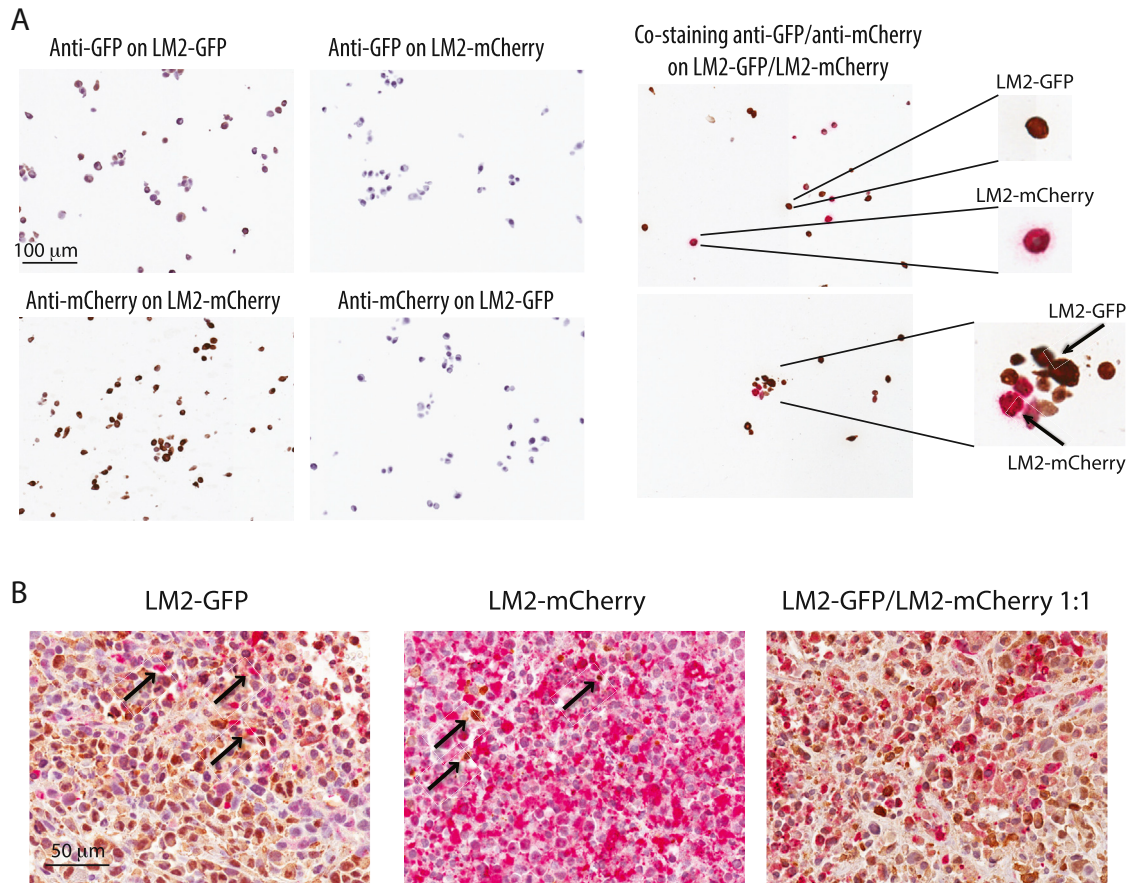 A
Anti-GFP on LM2-GFP
Anti-GFP on LM2-mCherry
Co-staining anti-GFP/anti-mCherry
on LM2-GFP/LM2-mCherry
LM2-GFP
LM2-mCherry
100 μm
Anti-mCherry on LM2-mCherry
Anti-mCherry on LM2-GFP
LM2-GFP
LM2-mCherry
B
LM2-GFP
LM2-mCherry
LM2-GFP/LM2-mCherry 1:1
50 μm